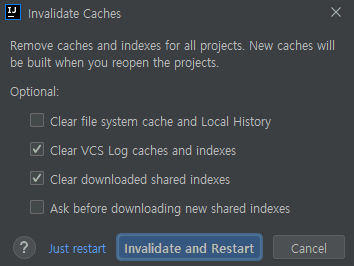 IJ
Invalidate Caches
Remove caches and indexes for all projects. New caches will
be built when you reopen the projects.
Optional:
Clear file system cache and Local History
Clear VCS Log caches and indexes
Clear downloaded shared indexes
Ask before downloading new shared indexes
? Just restart Invalidate and Restart Cancel